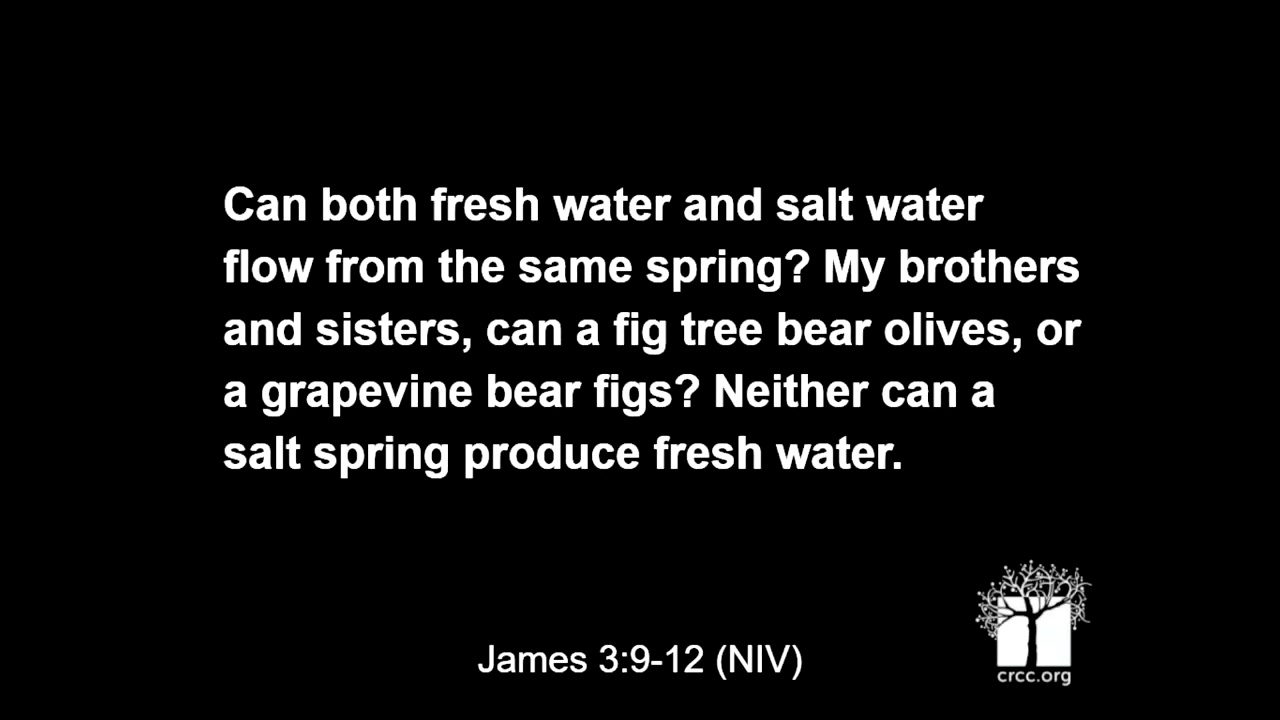 Can both fresh water and salt water
flow from the same spring? My brothers
and sisters, can a fig tree bear olives, or
a grapevine bear figs? Neither can a
salt spring produce fresh water.
James 3:9-12 (NIV)
crcc.org